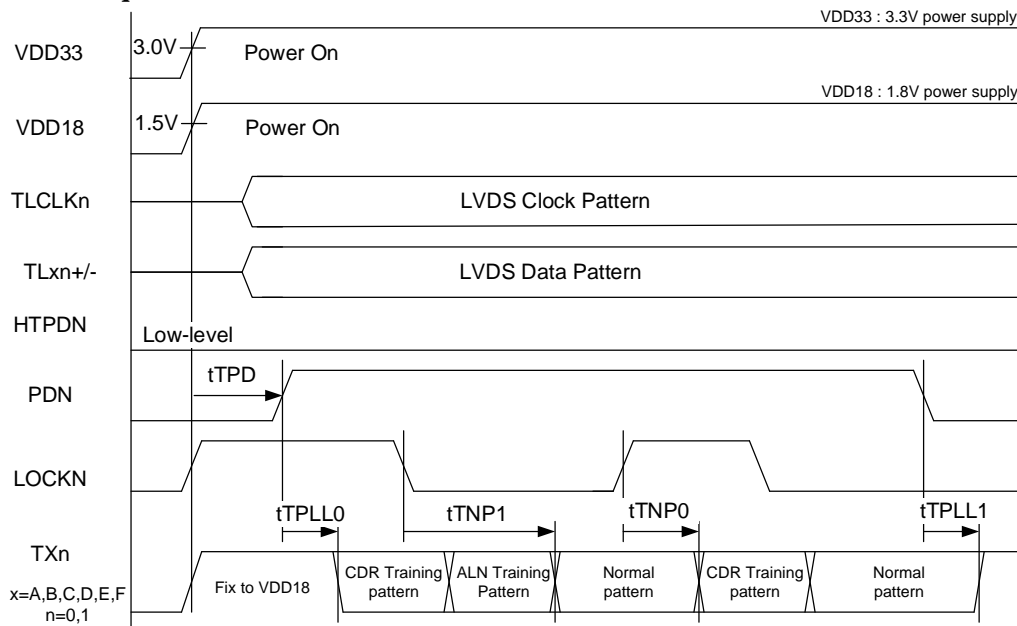 VDD33 : 3.3V power supply
VDD33
3.0V
Power On
VDD18 : 1.8V power supply
VDD18
1.5V
Power On
TLCLKn
LVDS Clock Pattern
TLxn+/-
LVDS Data Pattern
HTPDN
Low-level
tTPD
PDN
LOCKN
tTPLL0
tTNP1
tTNP0
tTPLL1
TXn
x=A,B,C,D,E,F
n=0,1
Fix to VDD18
CDR Training
pattern
ALN Training
Pattern
Normal
pattern
CDR Training
pattern
Normal
pattern